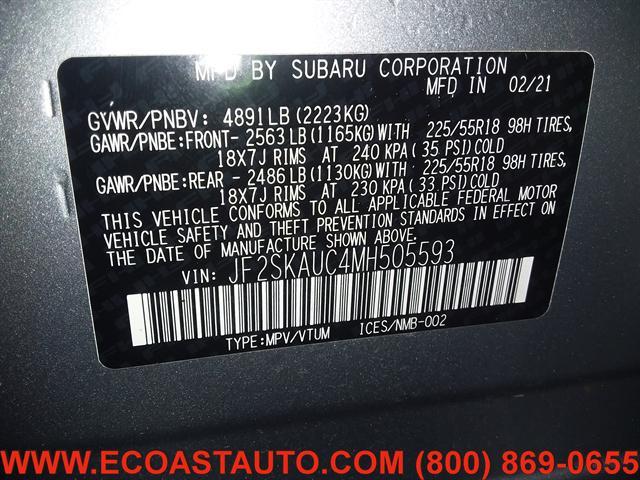 MFD BY SUBARU CORPORATION
MFD IN 02/21
GVWR/PNBV: 4891LB (2223KG)
GAWR/PNBE:FRONT- 2563LB(1165KG)WITH 225/55R18 98H TIRES,
18X7J RIMS AT 240 KPA (35 PSI)COLD
GAWR/PNBE:REAR - 2486LB(1130KG)WITH 225/55R18 98H TIRES,
18X7J RIMS AT 230 KPA (33 PSI)COLD
THIS VEHICLE CONFORMS TO ALL APPLICABLE FEDERAL MOTOR
VEHICLE SAFETY AND THEFT PREVENTION STANDARDS IN EFFECT ON
THE DATE OF MANUFACTURE SHOWN ABOVE.
VIN: JF2SKAUC4MH505593
TYPE:MPV/VTUM ICES/NMB-002
WWW.ECOASTAUTO.COM (800) 869-0655